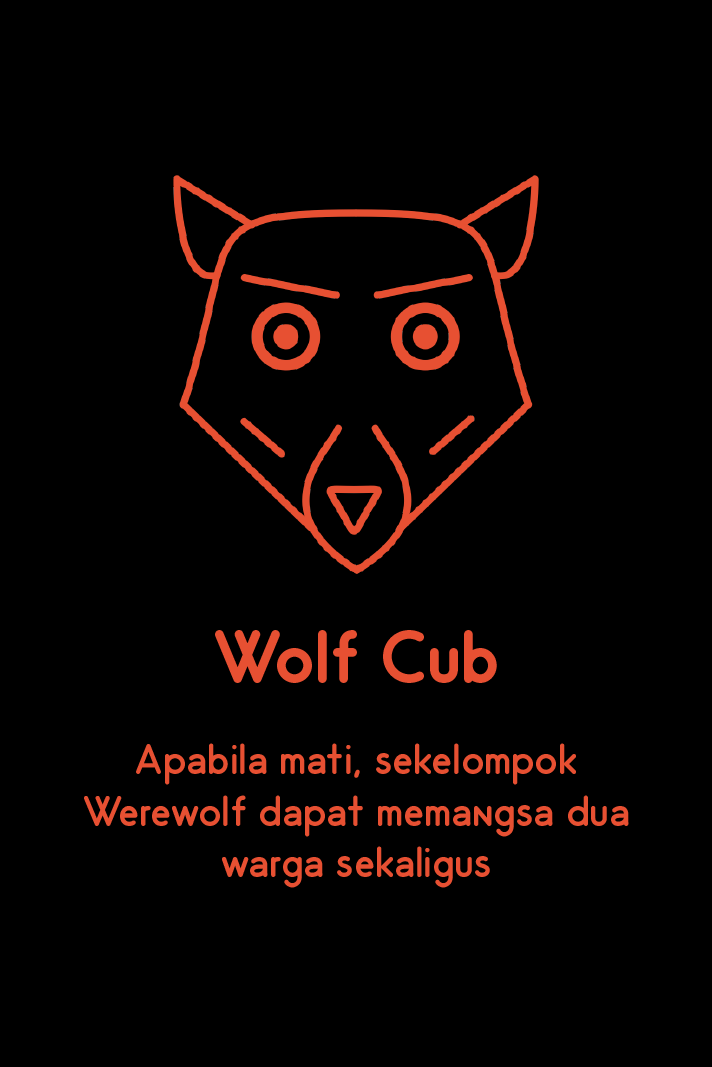 Wolf Cub
Apabila mati, sekelompok
Werewolf dapat memangsa dua
warga sekaligus